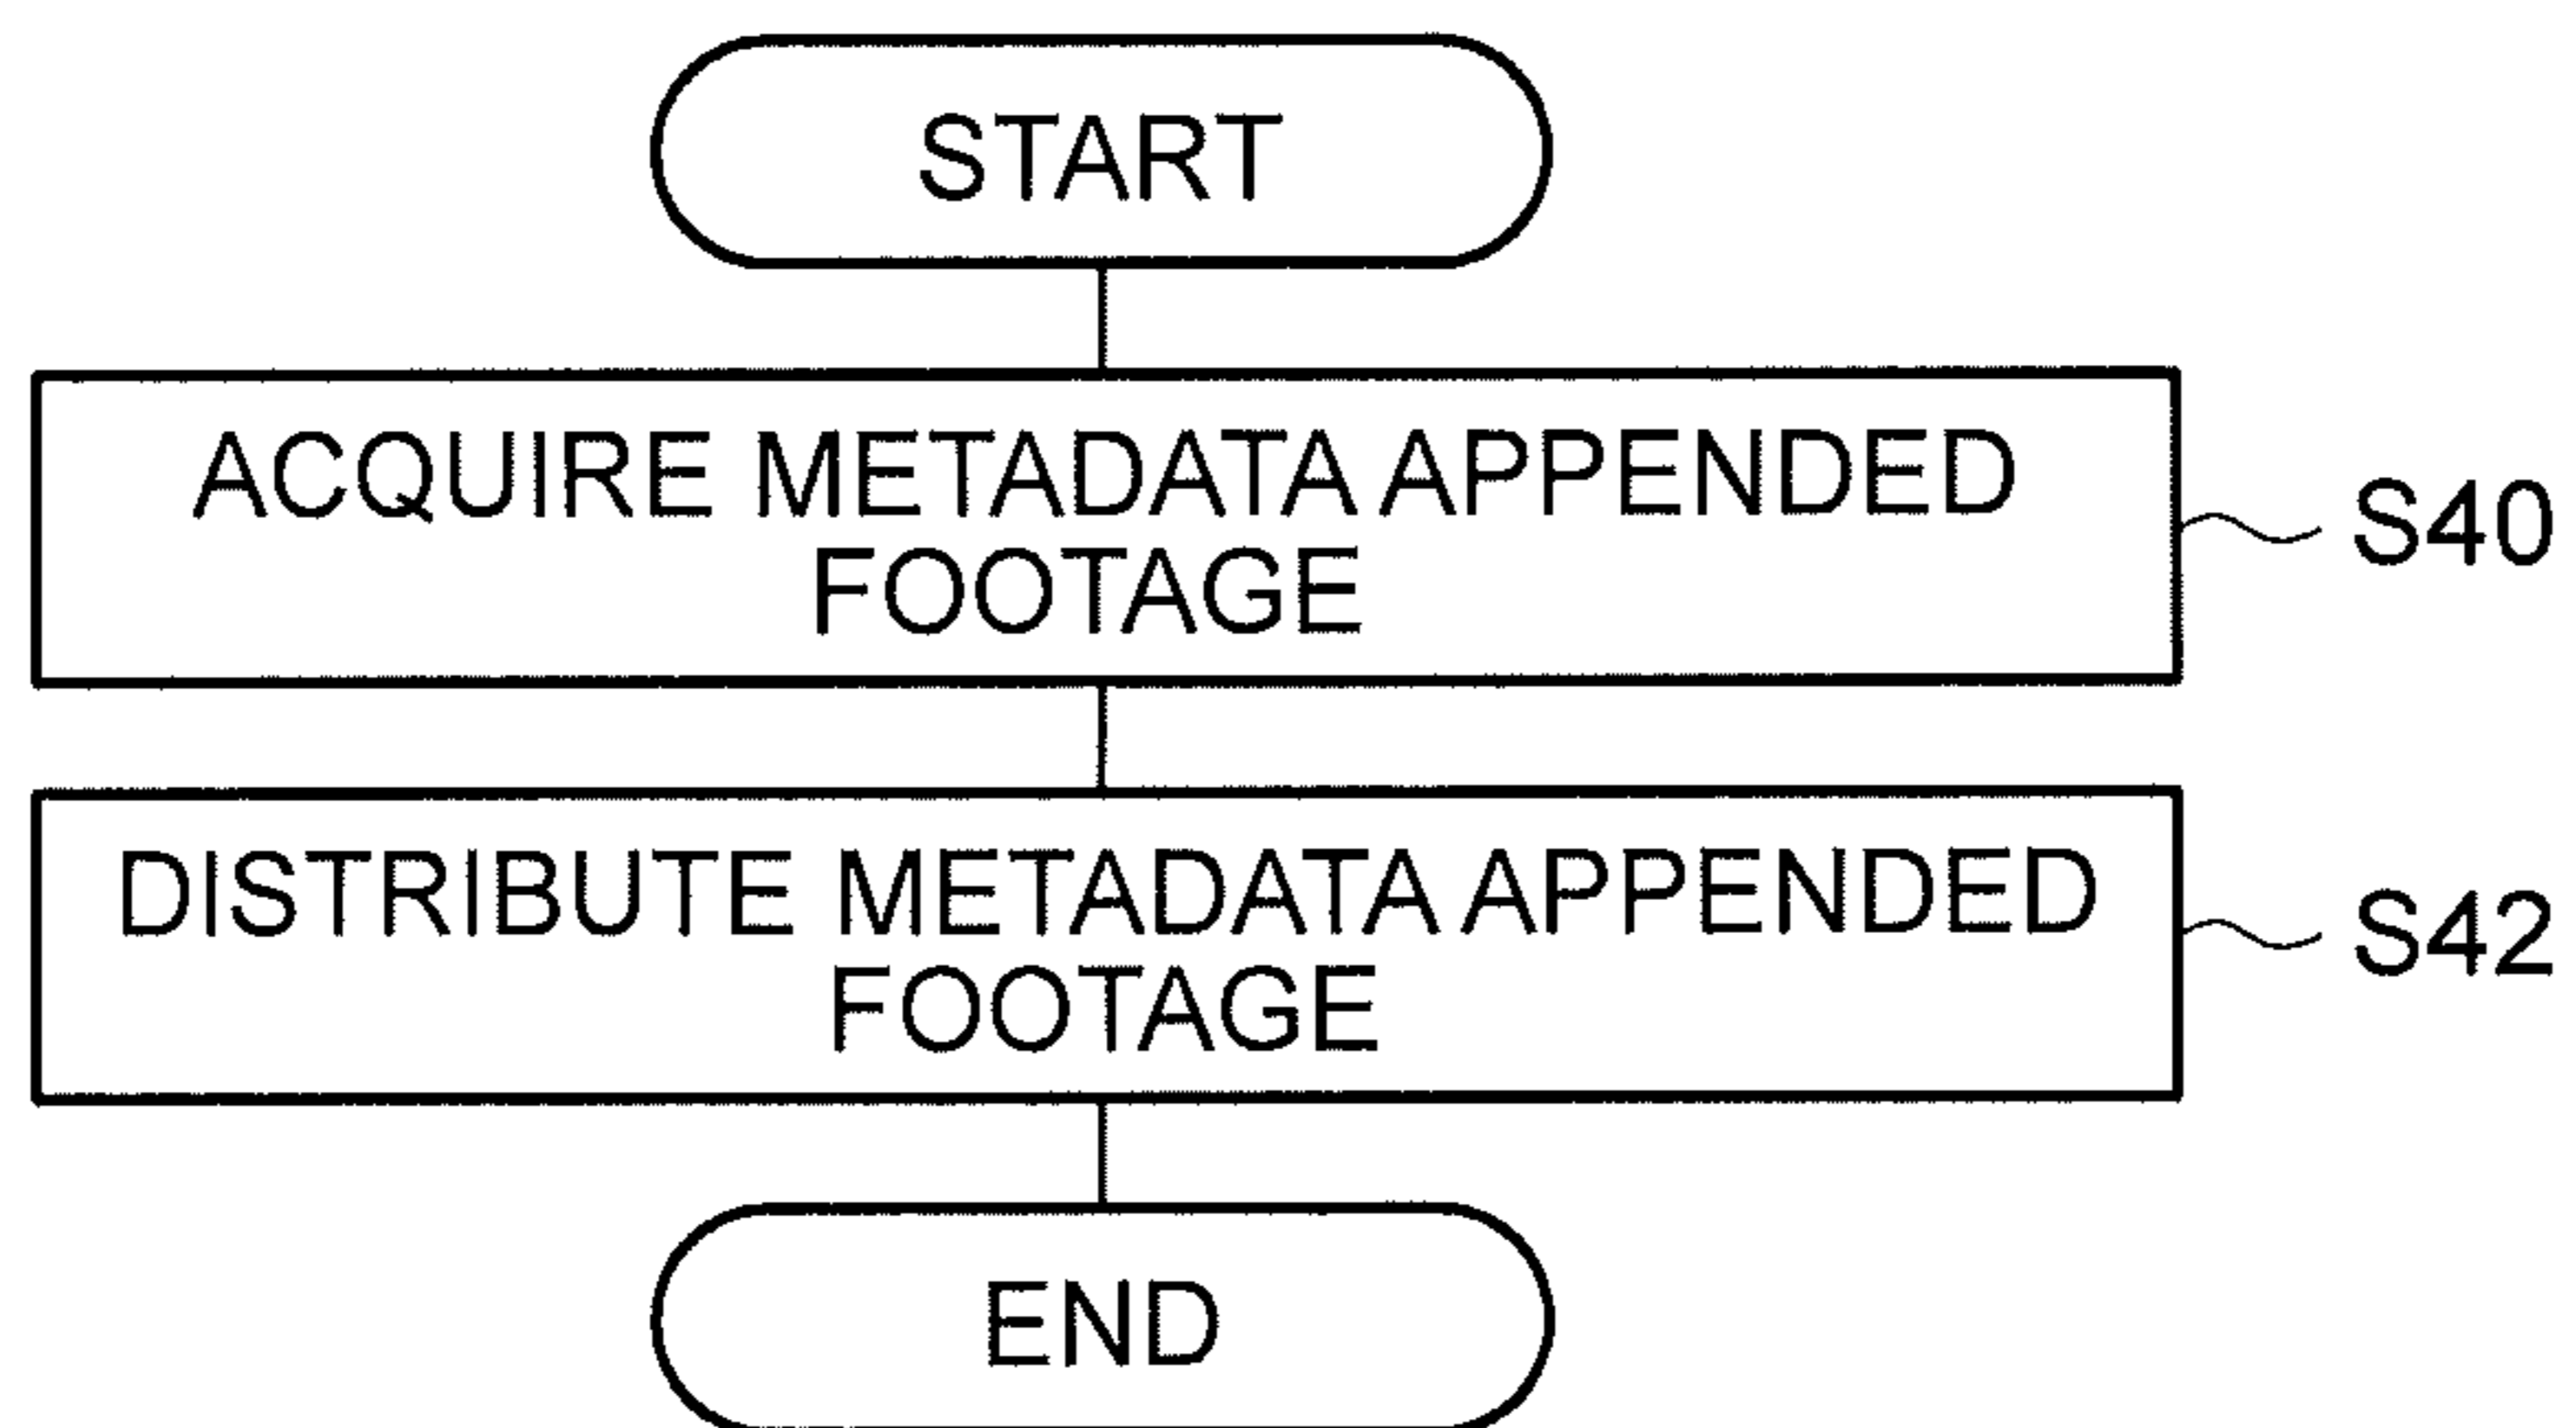 START
ACQUIRE METADATA APPENDED
FOOTAGE
S40
DISTRIBUTE METADATA APPENDED
FOOTAGE
S42
END